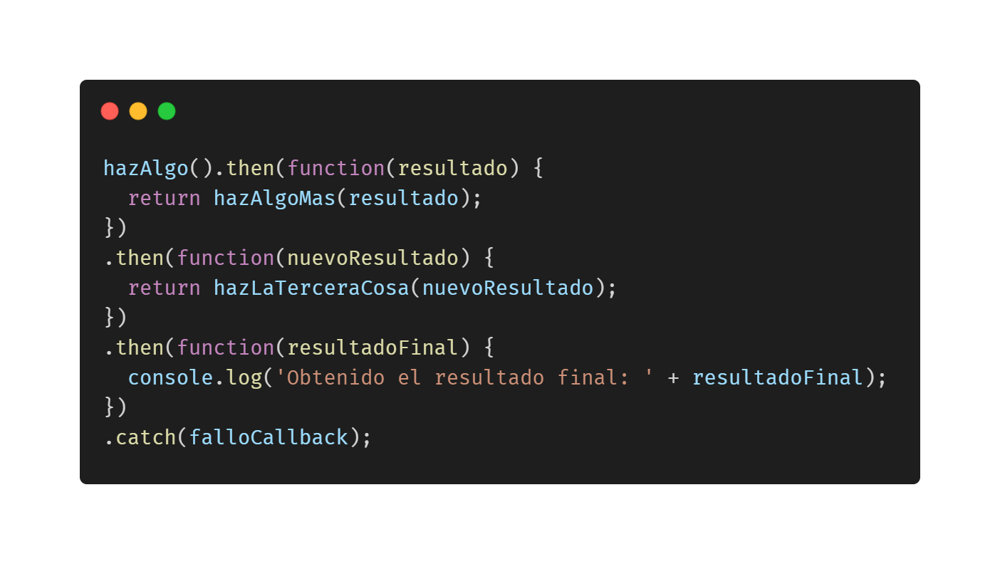 hazAlgo().then(function(resultado) {
  return hazAlgoMas(resultado);
})
.then(function(nuevoResultado) {
  return hazLaTerceraCosa(nuevoResultado);
})
.then(function(resultadoFinal) {
  console.log('Obtenido el resultado final: ' + resultadoFinal);
})
.catch(falloCallback);